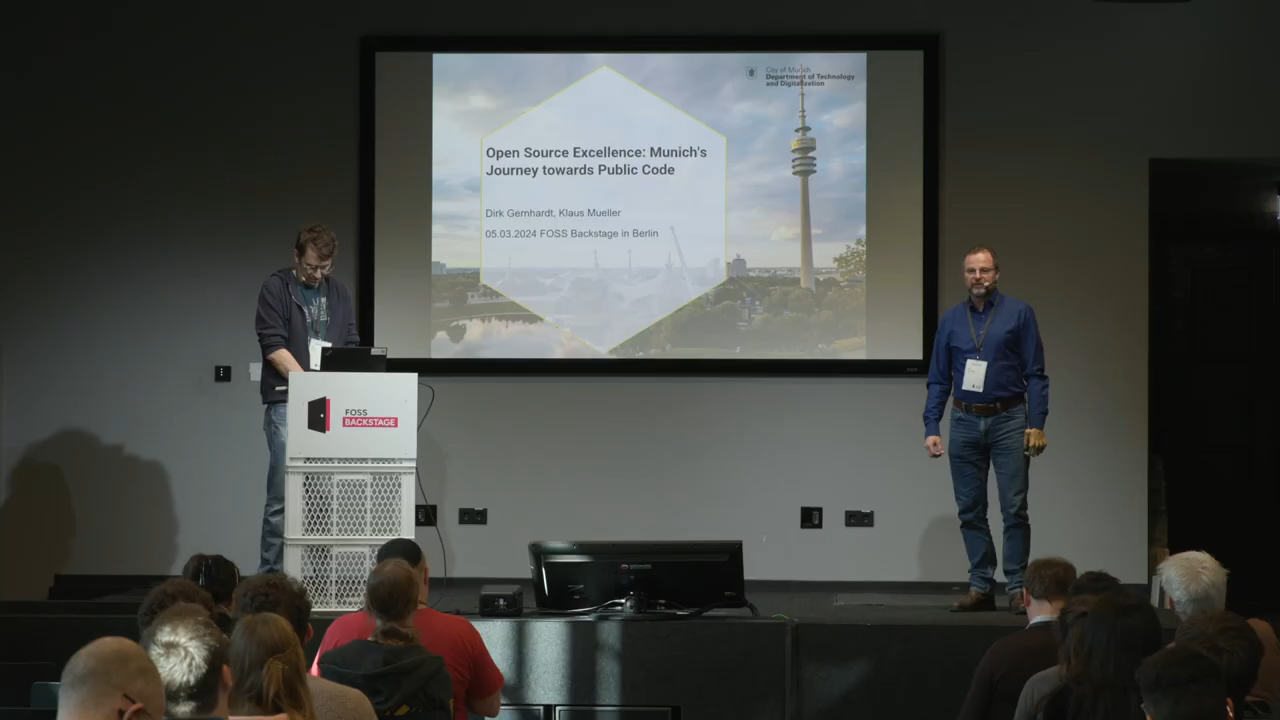 City of Munich
Department of Technology
and Digitalization
Open Source Excellence: Munich's
Journey towards Public Code
Dirk Gernhardt, Klaus Mueller
05.03.2024 FOSS Backstage in Berlin
FOSS
BACKSTAGE